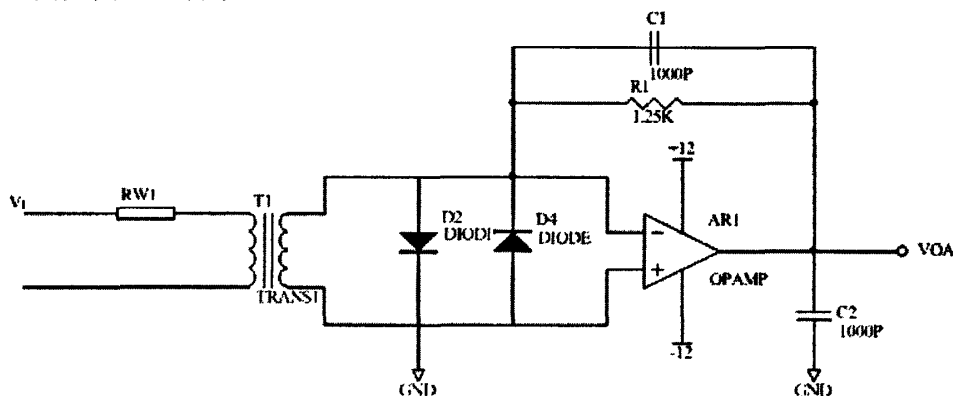 C1
1000P
R1
1.25K
+12
V1
RW1
T1
D2
DIODI
D4
DIODE
AR1
VOA
TRANS1
OPAMP
C2
1000P
-12
GND
GND